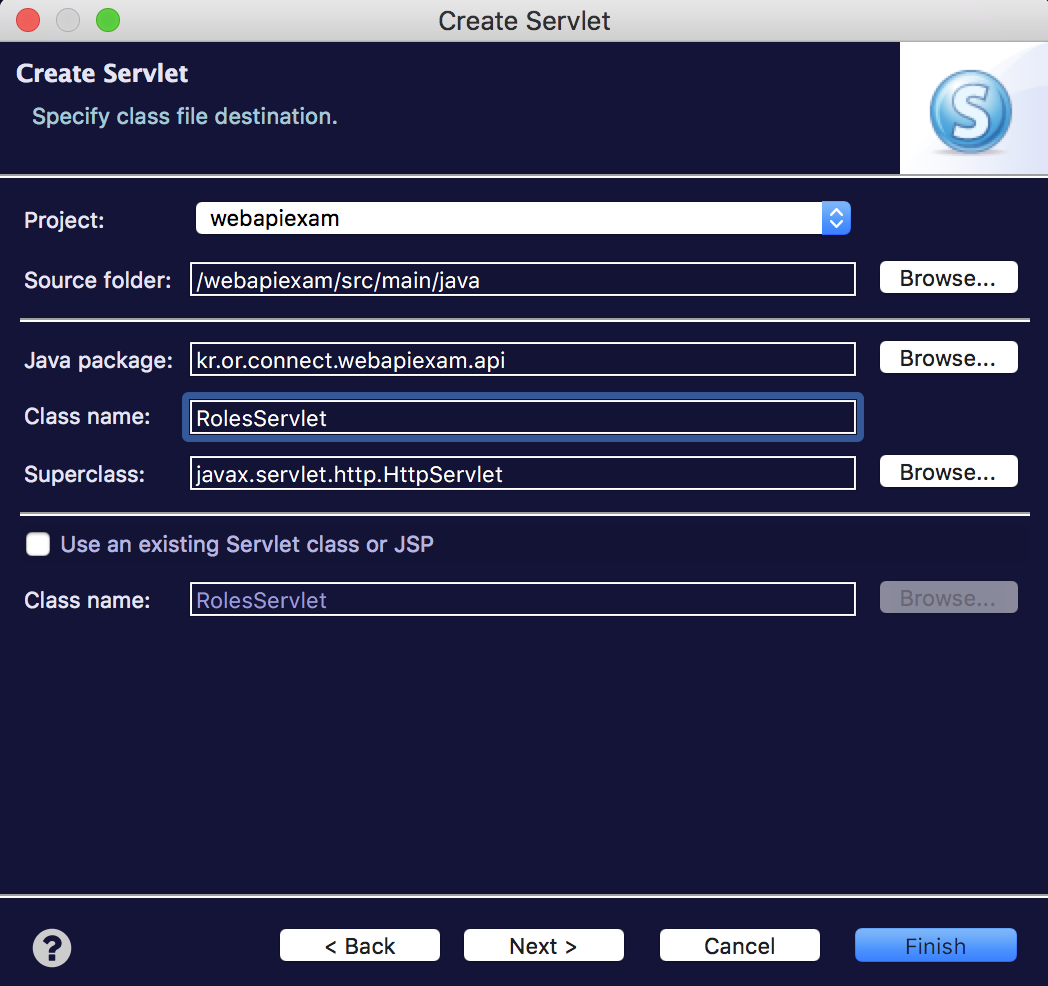 Create Servlet
Create Servlet
Specify class file destination.
S
Project: webapiexam
Source folder: /webapiexam/src/main/java Browse...
Java package: kr.or.connect.webapiexam.api Browse...
Class name: RolesServlet
Superclass: javax.servlet.http.HttpServlet Browse...
Use an existing Servlet class or JSP
Class name: RolesServlet Browse...
? < Back Next > Cancel Finish